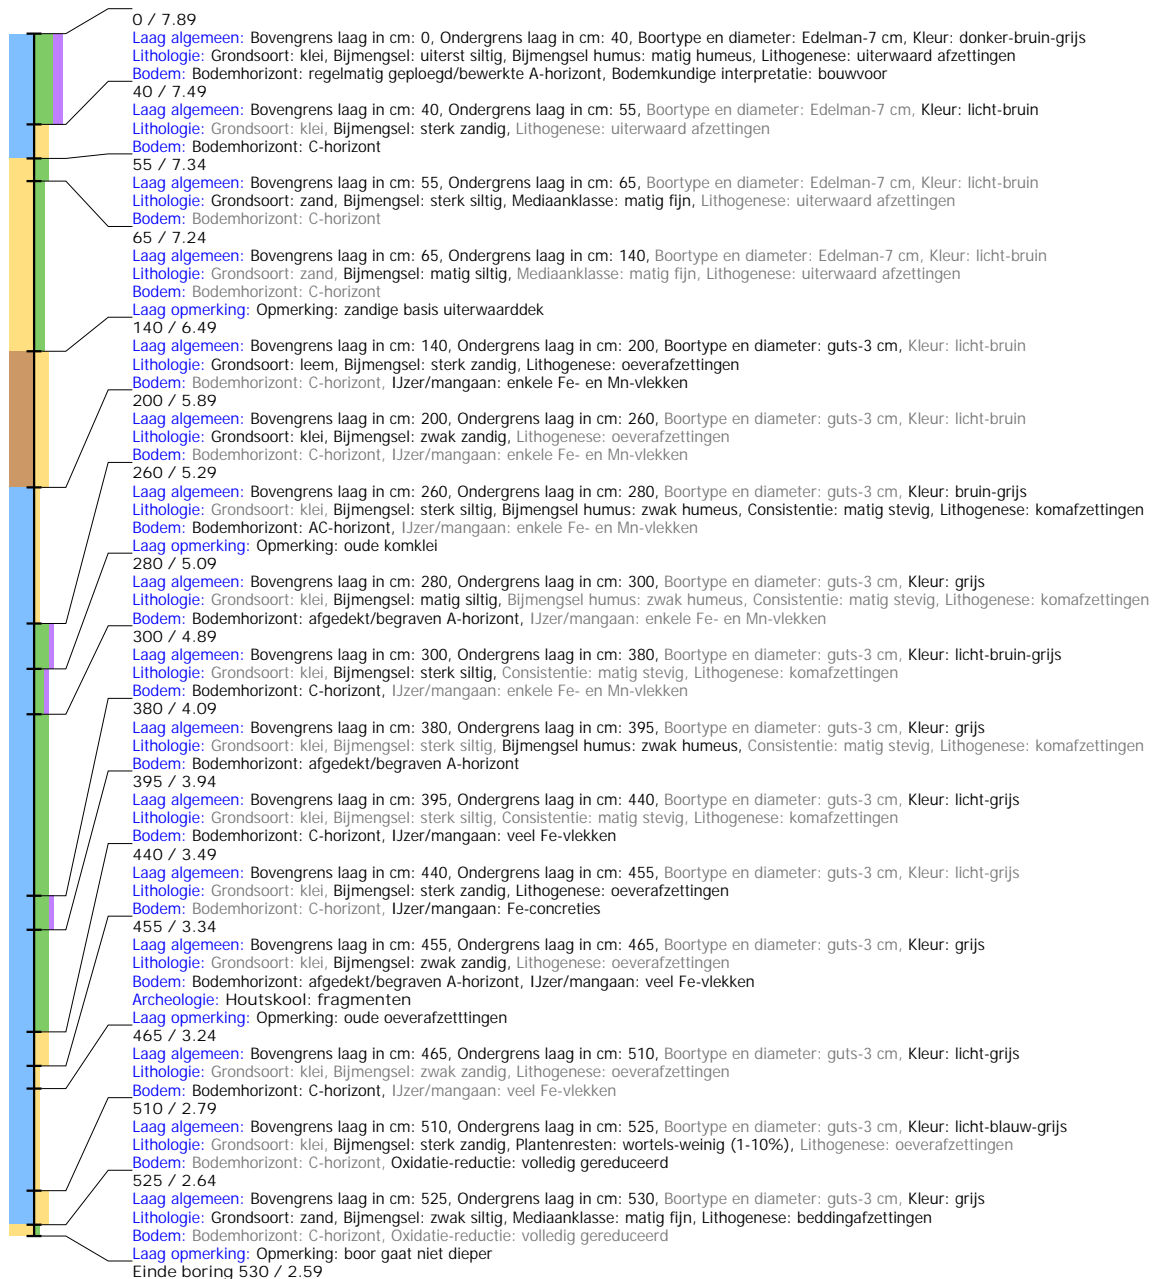 0 / 7.89
Laag algemeen: Bovengrens laag in cm: 0, Ondergrens laag in cm: 40, Boortype en diameter: Edelman-7 cm, Kleur: donker-bruin-grijs
Lithologie: Grondsoort: klei, Bijmengsel: uiterst siltig, Bijmengsel humus: matig humeus, Lithogenese: uiterwaard afzettingen
Bodem: Bodemhorizont: regelmatig geploegd/bewerkte A-horizont, Bodemkundige interpretatie: bouwvoor
40 / 7.49
Laag algemeen: Bovengrens laag in cm: 40, Ondergrens laag in cm: 55, Boortype en diameter: Edelman-7 cm, Kleur: licht-bruin
Lithologie: Grondsoort: klei, Bijmengsel: sterk zandig, Lithogenese: uiterwaard afzettingen
Bodem: Bodemhorizont: C-horizont
55 / 7.34
Laag algemeen: Bovengrens laag in cm: 55, Ondergrens laag in cm: 65, Boortype en diameter: Edelman-7 cm, Kleur: licht-bruin
Lithologie: Grondsoort: zand, Bijmengsel: sterk siltig, Mediaanklasse: matig fijn, Lithogenese: uiterwaard afzettingen
Bodem: Bodemhorizont: C-horizont
65 / 7.24
Laag algemeen: Bovengrens laag in cm: 65, Ondergrens laag in cm: 140, Boortype en diameter: Edelman-7 cm, Kleur: licht-bruin
Lithologie: Grondsoort: zand, Bijmengsel: matig siltig, Mediaanklasse: matig fijn, Lithogenese: uiterwaard afzettingen
Bodem: Bodemhorizont: C-horizont
Laag opmerking: Opmerking: zandige basis uiterwaarddek
140 / 6.49
Laag algemeen: Bovengrens laag in cm: 140, Ondergrens laag in cm: 200, Boortype en diameter: guts-3 cm, Kleur: licht-bruin
Lithologie: Grondsoort: leem, Bijmengsel: sterk zandig, Lithogenese: oeverafzettingen
Bodem: Bodemhorizont: C-horizont, IJzer/mangaan: enkele Fe- en Mn-vlekken
200 / 5.89
Laag algemeen: Bovengrens laag in cm: 200, Ondergrens laag in cm: 260, Boortype en diameter: guts-3 cm, Kleur: licht-bruin
Lithologie: Grondsoort: klei, Bijmengsel: zwak zandig, Lithogenese: oeverafzettingen
Bodem: Bodemhorizont: C-horizont, IJzer/mangaan: enkele Fe- en Mn-vlekken
260 / 5.29
Laag algemeen: Bovengrens laag in cm: 260, Ondergrens laag in cm: 280, Boortype en diameter: guts-3 cm, Kleur: bruin-grijs
Lithologie: Grondsoort: klei, Bijmengsel: sterk siltig, Bijmengsel humus: zwak humeus, Consistentie: matig stevig, Lithogenese: komafzettingen
Bodem: Bodemhorizont: AC-horizont, IJzer/mangaan: enkele Fe- en Mn-vlekken
Laag opmerking: Opmerking: oude komklei
280 / 5.09
Laag algemeen: Bovengrens laag in cm: 280, Ondergrens laag in cm: 300, Boortype en diameter: guts-3 cm, Kleur: grijs
Lithologie: Grondsoort: klei, Bijmengsel: matig siltig, Bijmengsel humus: zwak humeus, Consistentie: matig stevig, Lithogenese: komafzettingen
Bodem: Bodemhorizont: afgedekt/begraven A-horizont, IJzer/mangaan: enkele Fe- en Mn-vlekken
300 / 4.89
Laag algemeen: Bovengrens laag in cm: 300, Ondergrens laag in cm: 380, Boortype en diameter: guts-3 cm, Kleur: licht-bruin-grijs
Lithologie: Grondsoort: klei, Bijmengsel: sterk siltig, Consistentie: matig stevig, Lithogenese: komafzettingen
Bodem: Bodemhorizont: C-horizont, IJzer/mangaan: enkele Fe- en Mn-vlekken
380 / 4.09
Laag algemeen: Bovengrens laag in cm: 380, Ondergrens laag in cm: 395, Boortype en diameter: guts-3 cm, Kleur: grijs
Lithologie: Grondsoort: klei, Bijmengsel: sterk siltig, Bijmengsel humus: zwak humeus, Consistentie: matig stevig, Lithogenese: komafzettingen
Bodem: Bodemhorizont: afgedekt/begraven A-horizont
395 / 3.94
Laag algemeen: Bovengrens laag in cm: 395, Ondergrens laag in cm: 440, Boortype en diameter: guts-3 cm, Kleur: licht-grijs
Lithologie: Grondsoort: klei, Bijmengsel: sterk siltig, Consistentie: matig stevig, Lithogenese: komafzettingen
Bodem: Bodemhorizont: C-horizont, IJzer/mangaan: veel Fe-vlekken
440 / 3.49
Laag algemeen: Bovengrens laag in cm: 440, Ondergrens laag in cm: 455, Boortype en diameter: guts-3 cm, Kleur: licht-grijs
Lithologie: Grondsoort: klei, Bijmengsel: sterk zandig, Lithogenese: oeverafzettingen
Bodem: Bodemhorizont: C-horizont, IJzer/mangaan: Fe-concreties
455 / 3.34
Laag algemeen: Bovengrens laag in cm: 455, Ondergrens laag in cm: 465, Boortype en diameter: guts-3 cm, Kleur: grijs
Lithologie: Grondsoort: klei, Bijmengsel: zwak zandig, Lithogenese: oeverafzettingen
Bodem: Bodemhorizont: afgedekt/begraven A-horizont, IJzer/mangaan: veel Fe-vlekken
Archeologie: Houtskool: fragmenten
Laag opmerking: Opmerking: oude oeverafzetttingen
465 / 3.24
Laag algemeen: Bovengrens laag in cm: 465, Ondergrens laag in cm: 510, Boortype en diameter: guts-3 cm, Kleur: licht-grijs
Lithologie: Grondsoort: klei, Bijmengsel: zwak zandig, Lithogenese: oeverafzettingen
Bodem: Bodemhorizont: C-horizont, IJzer/mangaan: veel Fe-vlekken
510 / 2.79
Laag algemeen: Bovengrens laag in cm: 510, Ondergrens laag in cm: 525, Boortype en diameter: guts-3 cm, Kleur: licht-blauw-grijs
Lithologie: Grondsoort: klei, Bijmengsel: sterk zandig, Plantenresten: wortels-weinig (1-10%), Lithogenese: oeverafzettingen
Bodem: Bodemhorizont: C-horizont, Oxidatie-reductie: volledig gereduceerd
525 / 2.64
Laag algemeen: Bovengrens laag in cm: 525, Ondergrens laag in cm: 530, Boortype en diameter: guts-3 cm, Kleur: grijs
Lithologie: Grondsoort: zand, Bijmengsel: zwak siltig, Mediaanklasse: matig fijn, Lithogenese: beddingafzettingen
Bodem: Bodemhorizont: C-horizont, Oxidatie-reductie: volledig gereduceerd
Laag opmerking: Opmerking: boor gaat niet dieper
Einde boring 530 / 2.59